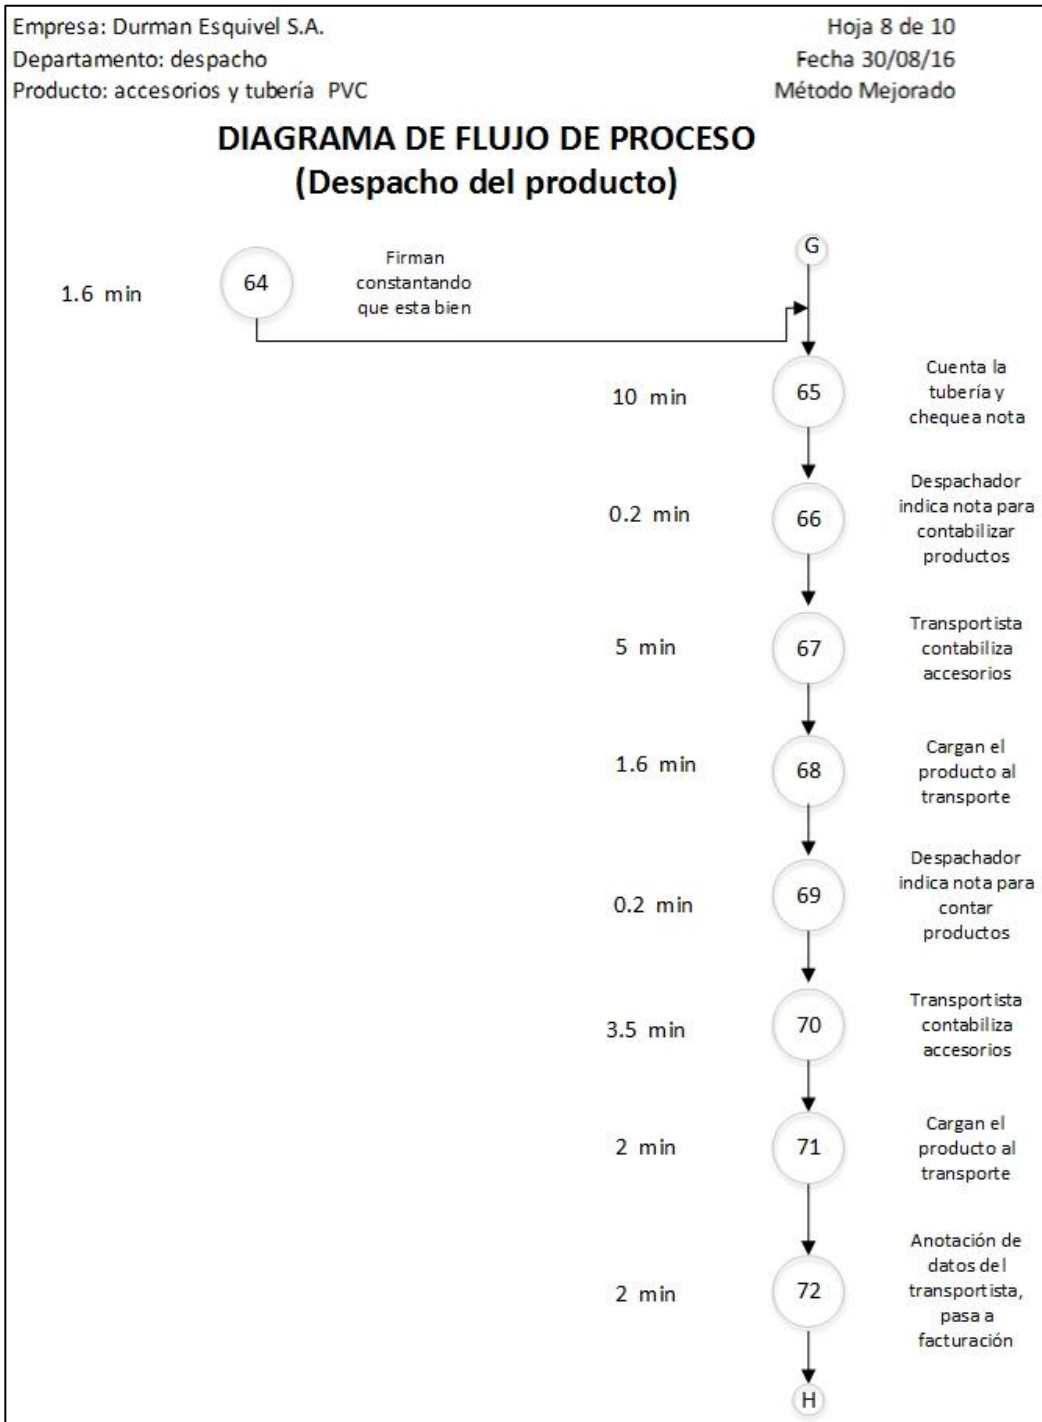 Empresa: Durman Esquivel S.A.
Hoja 8 de 10
Departamento: despacho
Fecha 30/08/16
Producto: accesorios y tubería PVC
Método Mejorado
DIAGRAMA DE FLUJO DE PROCESO
(Despacho del producto)
G
1.6 min
64
Firman
constantando
que esta bien
10 min
65
Cuenta la
tubería y
chequea nota
0.2 min
66
Despachador
indica nota para
contabilizar
productos
5 min
67
Transportista
contabiliza
accesorios
1.6 min
68
Cargan el
producto al
transporte
0.2 min
69
Despachador
indica nota para
contar
productos
3.5 min
70
Transportista
contabiliza
accesorios
2 min
71
Cargan el
producto al
transporte
2 min
72
Anotación de
datos del
transportista,
pasa a
facturación
H